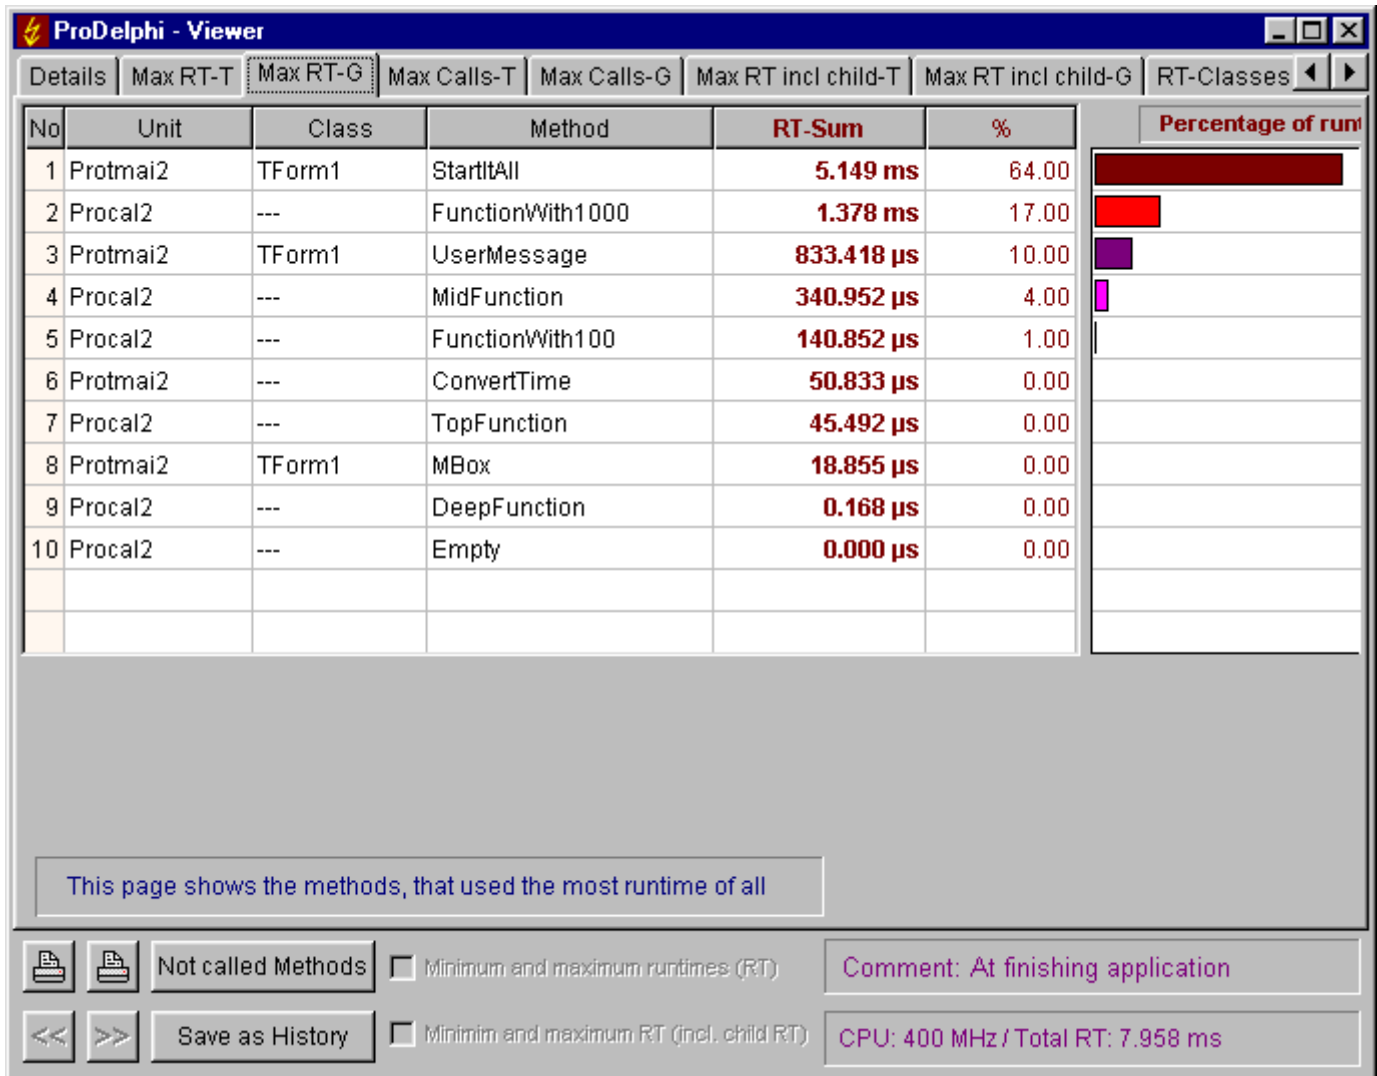 ProDelphi - Viewer
Details Max RT-T Max RT-G Max Calls-T Max Calls-G Max RT incl child-T Max RT incl child-G RT-Classes
No Unit Class Method RT-Sum % Percentage of runt
1 Protmai2 TForm1 StartItAll 5.149 ms 64.00
2 Procal2 --- FunctionWith1000 1.378 ms 17.00
3 Protmai2 TForm1 UserMessage 833.418 µs 10.00
4 Procal2 --- MidFunction 340.952 µs 4.00
5 Procal2 --- FunctionWith100 140.852 µs 1.00
6 Protmai2 --- ConvertTime 50.833 µs 0.00
7 Procal2 --- TopFunction 45.492 µs 0.00
8 Protmai2 TForm1 MBox 18.855 µs 0.00
9 Procal2 --- DeepFunction 0.168 µs 0.00
10 Procal2 --- Empty 0.000 µs 0.00
This page shows the methods, that used the most runtime of all
Not called Methods Minimum and maximum runtimes (RT) Comment: At finishing application
<< >> Save as History Minimim and maximum RT (incl. child RT) CPU: 400 MHz / Total RT: 7.958 ms